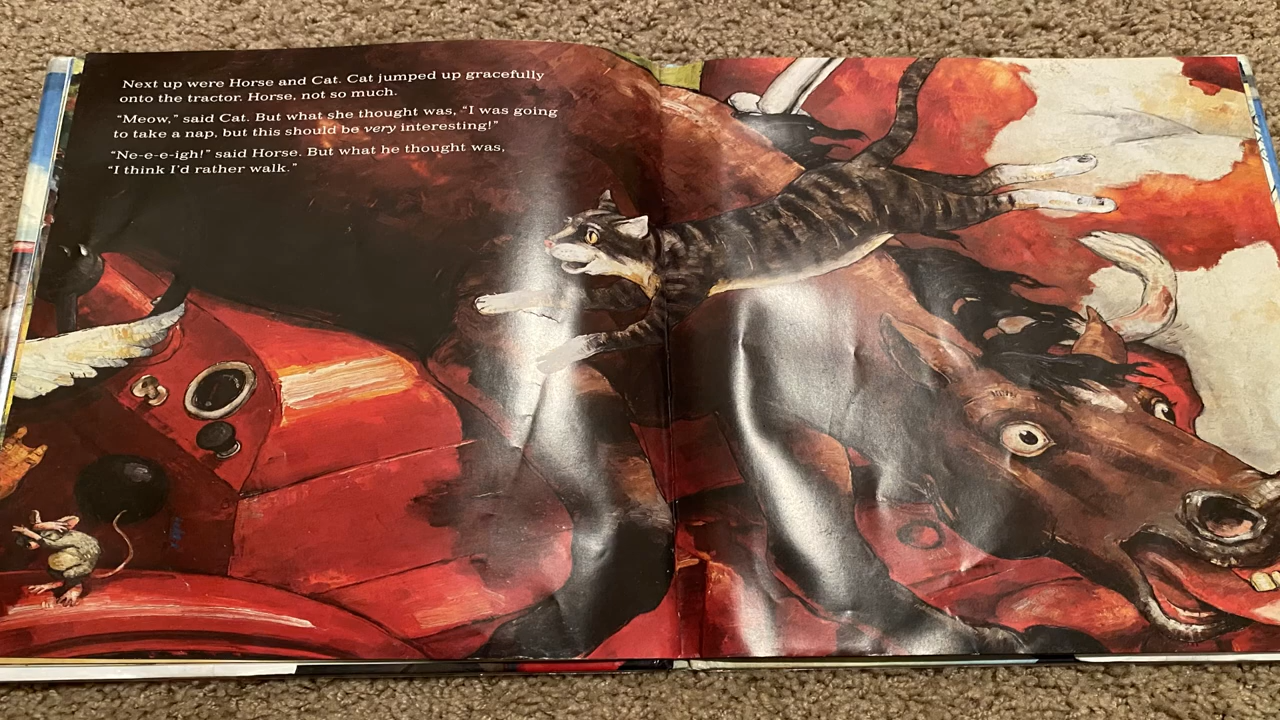 Next up were Horse and Cat. Cat jumped up gracefully
onto the tractor. Horse, not so much.
“Meow,” said Cat. But what she thought was, “I was going
to take a nap, but this should be very interesting!”
“Ne-e-e-igh!” said Horse. But what he thought was,
“I think I’d rather walk.”